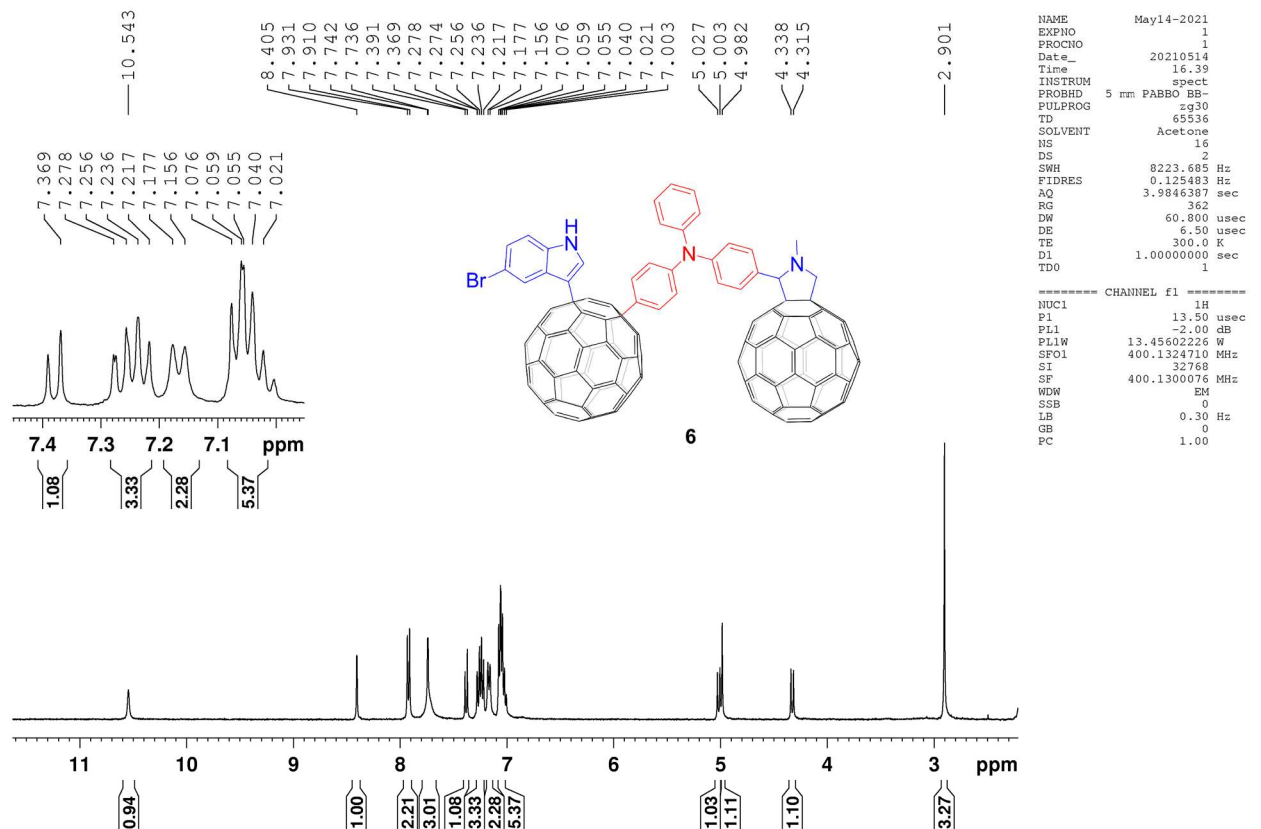 10.543
8.405
7.931
7.910
7.742
7.736
7.391
7.369
7.278
7.274
7.256
7.236
7.217
7.177
7.156
7.076
7.059
7.055
7.040
7.021
7.003
5.027
5.003
4.982
4.338
4.315
2.901
7.369
7.278
7.256
7.236
7.217
7.177
7.156
7.076
7.059
7.055
7.040
7.021
7.4 7.3 7.2 7.1 ppm
1.08 3.33 2.28 5.37
H
N
Br
N
N
6
NAME May14-2021
EXPNO 1
PROCNO 1
Date_ 20210514
Time 16.39
INSTRUM spect
PROBHD 5 mm PABBO BB-
PULPROG zg30
TD 65536
SOLVENT Acetone
NS 16
DS 2
SWH 8223.685 Hz
FIDRES 0.125483 Hz
AQ 3.9846387 sec
RG 362
DW 60.800 usec
DE 6.50 usec
TE 300.0 K
D1 1.00000000 sec
TD0 1
======== CHANNEL f1 ========
NUC1 1H
P1 13.50 usec
PL1 -2.00 dB
PL1W 13.45602226 W
SFO1 400.1324710 MHz
SI 32768
SF 400.1300076 MHz
WDW EM
SSB 0
LB 0.30 Hz
GB 0
PC 1.00
11 10 9 8 7 6 5 4 3 ppm
0.94 1.00 2.21 3.01 1.08 3.33 2.28 5.37 1.03 1.11 1.10 3.27